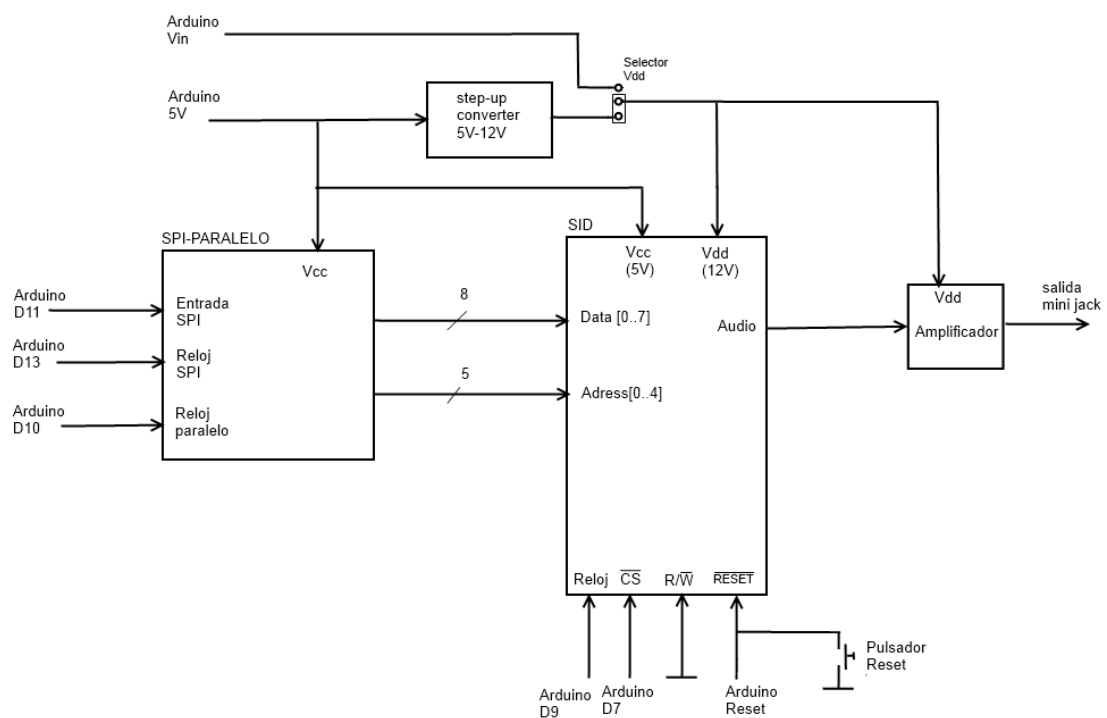 Arduino
Vin
Selector
Vdd
Arduino
5V
step-up
converter
5V-12V
SPI-PARALELO
SID
Vcc
Vcc
(5V)
Vdd
(12V)
Arduino
D11
Entrada
SPI
8
Data [0..7]
Audio
Vdd
Amplificador
salida
mini jack
Arduino
D13
Reloj
SPI
5
Adress[0..4]
Arduino
D10
Reloj
paralelo
Reloj
CS
R/W
RESET
Pulsador
Reset
Arduino
D9
Arduino
D7
Arduino
Reset